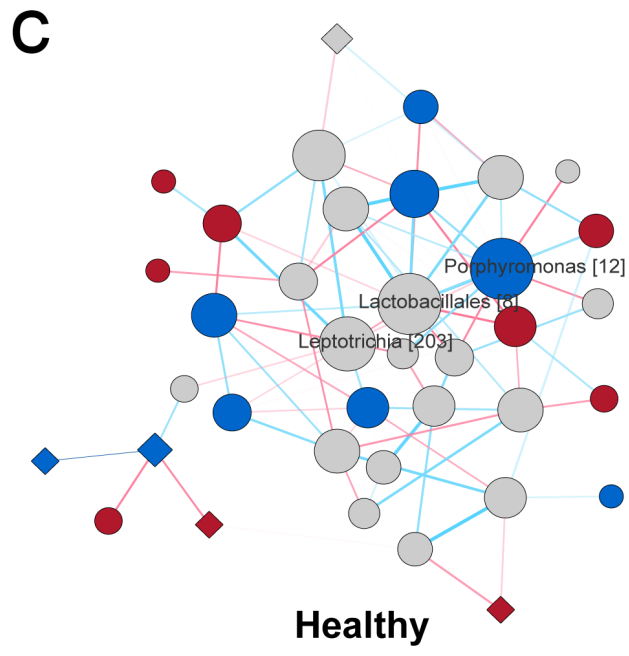 C
Porphyromonas [12]
Lactobacillales [8]
Leptotrichia [203]
Healthy